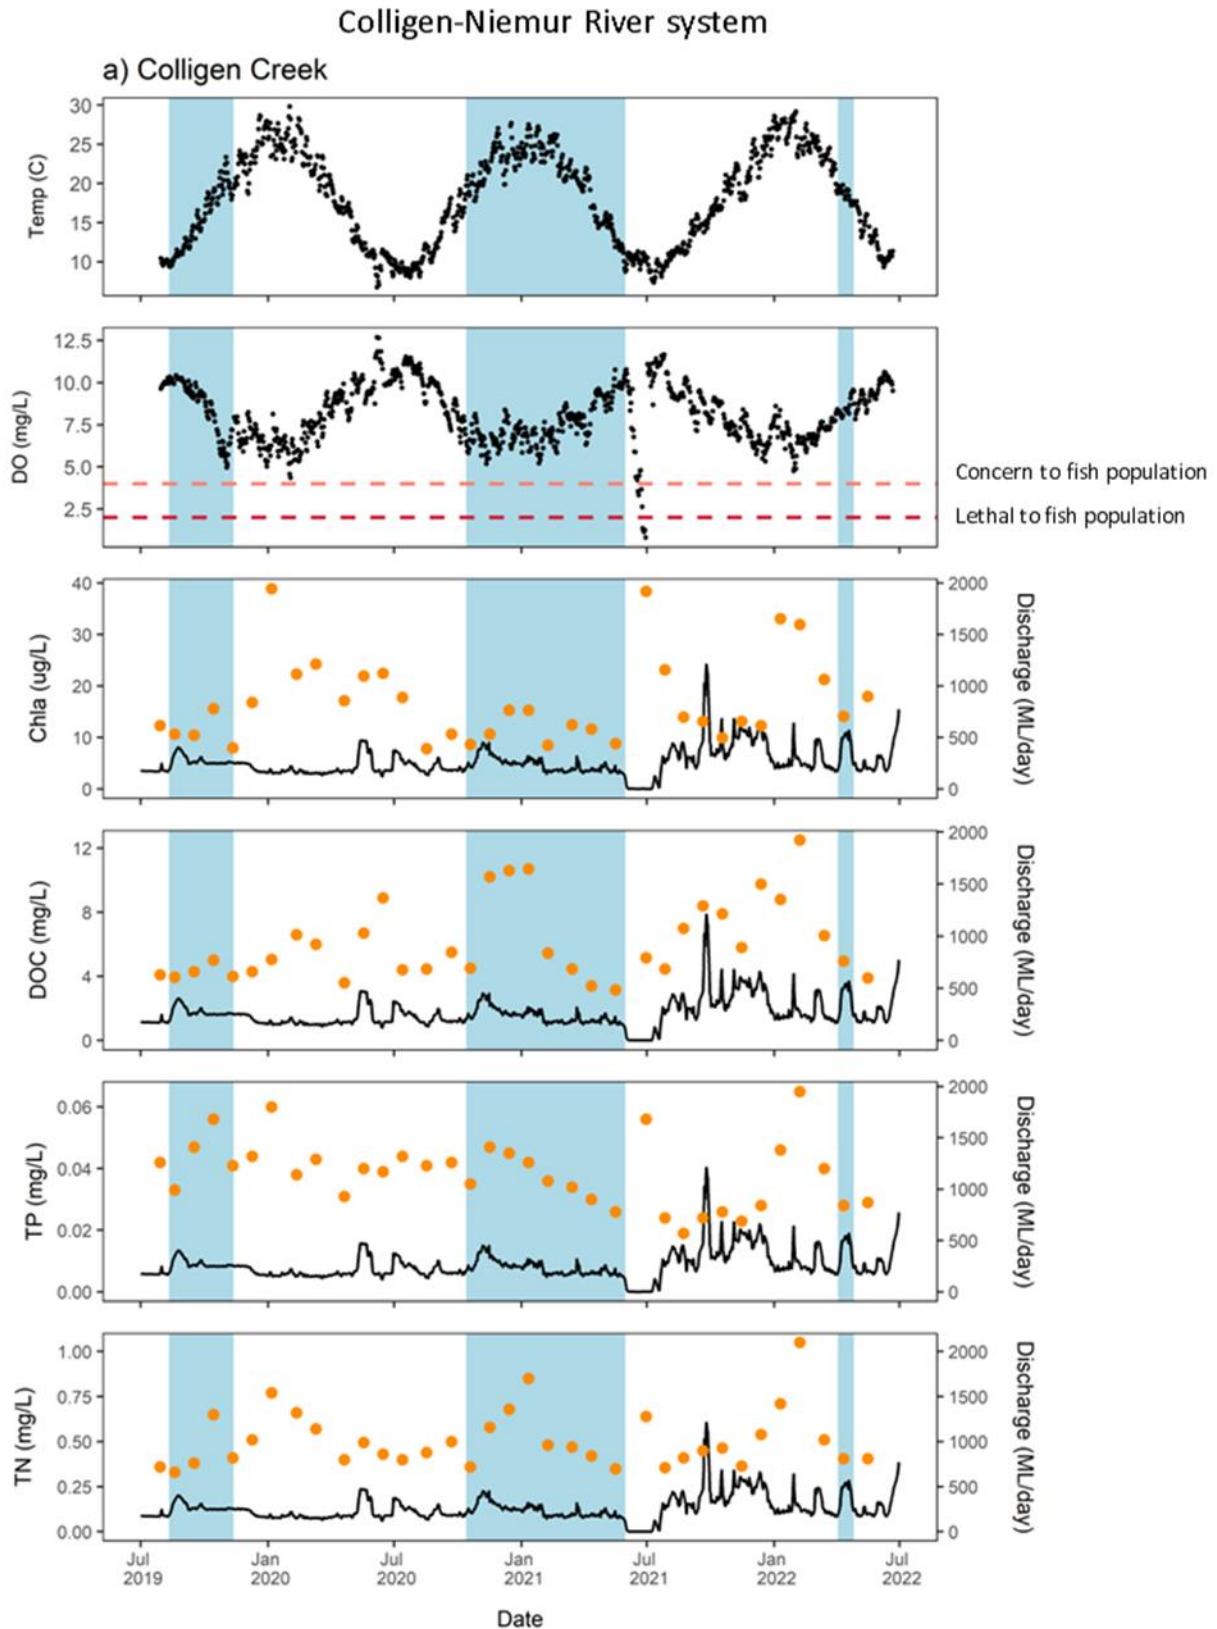 Colligen-Niemur River system
a) Colligen Creek
Temp (C)
30
25
20
15
10
DO (mg/L)
12.5
10.0
7.5
5.0
2.5
Concern to fish population
Lethal to fish population
Chla (ug/L)
40
30
20
10
0
2000
1500
1000
500
0
Discharge (ML/day)
DOC (mg/L)
12
8
4
0
2000
1500
1000
500
0
Discharge (ML/day)
TP (mg/L)
0.06
0.04
0.02
0.00
2000
1500
1000
500
0
Discharge (ML/day)
TN (mg/L)
1.00
0.75
0.50
0.25
0.00
2000
1500
1000
500
0
Discharge (ML/day)
Jul Jan Jul Jan Jul Jan Jul
2019 2020 2020 2021 2021 2022 2022
Date